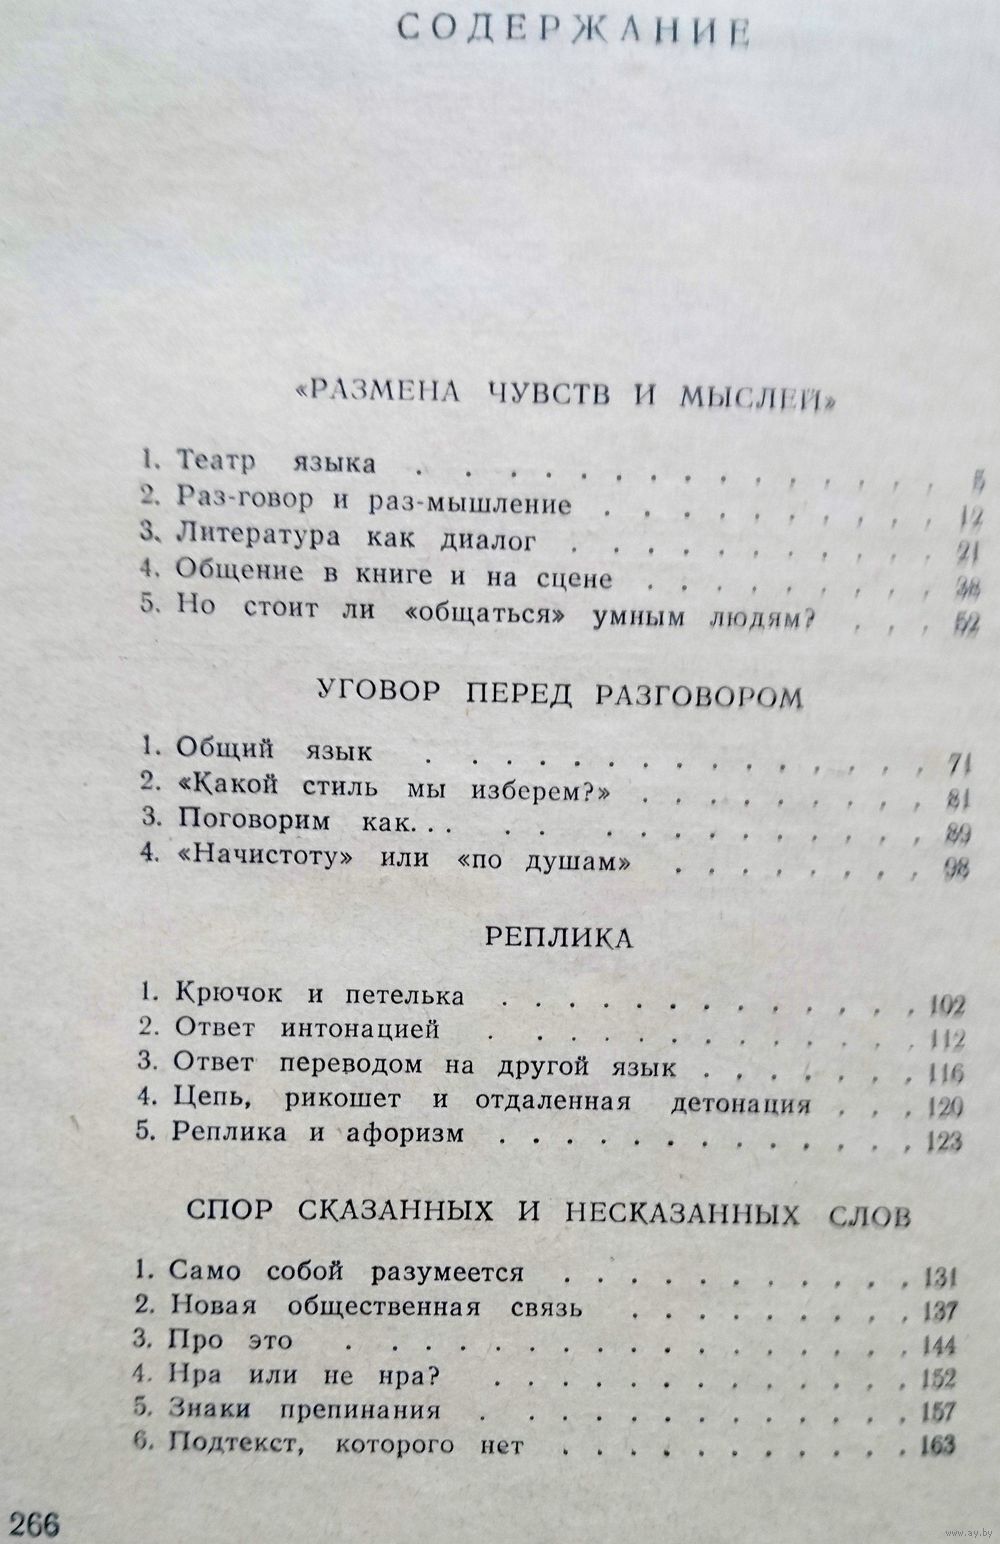 СОДЕРЖАНИЕ
«РАЗМЕНА ЧУВСТВ И МЫСЛЕЙ»
1. Театр языка . . . . . . . . . . . . . . . . 5
2. Раз-говор и раз-мышление . . . . . . . . . . . 12
3. Литература как диалог . . . . . . . . . . . . 21
4. Общение в книге и на сцене . . . . . . . . . . 38
5. Но стоит ли «общаться» умным людям? . . . 52
УГОВОР ПЕРЕД РАЗГОВОРОМ
1. Общий язык . . . . . . . . . . . . . . . 71
2. «Какой стиль мы изберем?» . . . . . . . . . 81
3. Поговорим как. . . . . . . . . . . . . . . . 89
4. «Начистоту» или «по душам» . . . . . . . . 98
РЕПЛИКА
1. Крючок и петелька . . . . . . . . . . . . . 102
2. Ответ интонацией . . . . . . . . . . . . . 112
3. Ответ переводом на другой язык . . . . . . . 116
4. Цепь, рикошет и отдаленная детонация . . . 120
5. Реплика и афоризм . . . . . . . . . . . . . 123
СПОР СКАЗАННЫХ И НЕСКАЗАННЫХ СЛОВ
1. Само собой разумеется . . . . . . . . . . . 131
2. Новая общественная связь . . . . . . . . . 137
3. Про это . . . . . . . . . . . . . . . . . 144
4. Нра или не нра? . . . . . . . . . . . . . 152
5. Знаки препинания . . . . . . . . . . . . . 157
6. Подтекст, которого нет . . . . . . . . . . . 163
266
www.ay.by